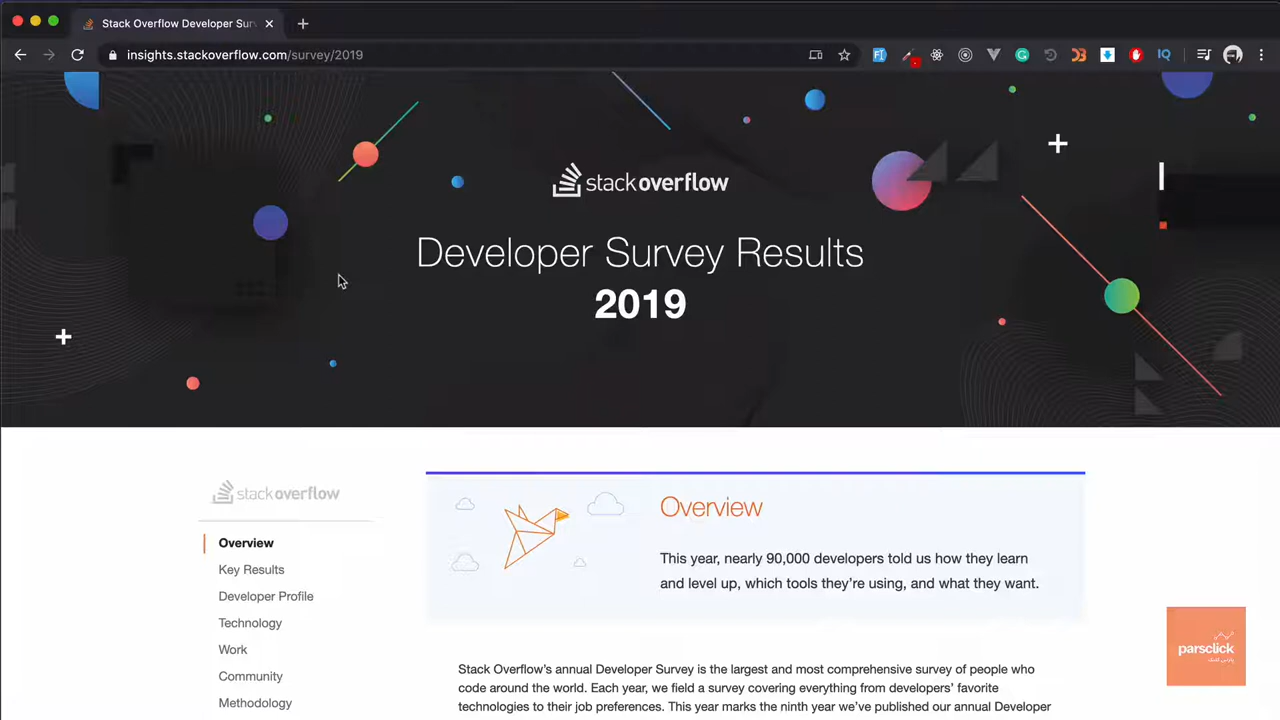 Stack Overflow Developer Sur
insights.stackoverflow.com/survey/2019
stackoverflow
Developer Survey Results
2019
stackoverflow
Overview
Key Results
Developer Profile
Technology
Work
Community
Methodology
Overview
This year, nearly 90,000 developers told us how they learn
and level up, which tools they're using, and what they want.
Stack Overflow's annual Developer Survey is the largest and most comprehensive survey of people who
code around the world. Each year, we field a survey covering everything from developers' favorite
technologies to their job preferences. This year marks the ninth year we've published our annual Developer
parsclick